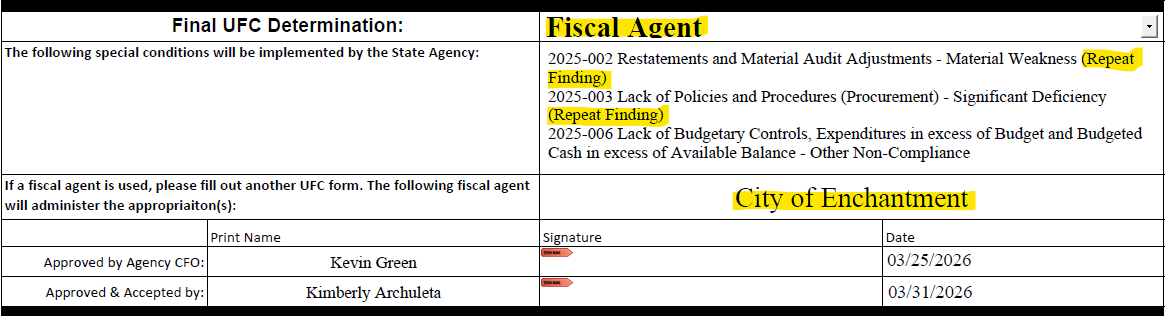 Final UFC Determination:
Fiscal Agent
The following special conditions will be implemented by the State Agency:
2025-002 Restatements and Material Audit Adjustments - Material Weakness (Repeat
Finding)
2025-003 Lack of Policies and Procedures (Procurement) - Significant Deficiency
(Repeat Finding)
2025-006 Lack of Budgetary Controls, Expenditures in excess of Budget and Budgeted
Cash in excess of Available Balance - Other Non-Compliance
If a fiscal agent is used, please fill out another UFC form. The following fiscal agent
will administer the appropriaiton(s):
City of Enchantment
Print Name
Signature
Date
Approved by Agency CFO:
Kevin Green
03/25/2026
Approved & Accepted by:
Kimberly Archuleta
03/31/2026